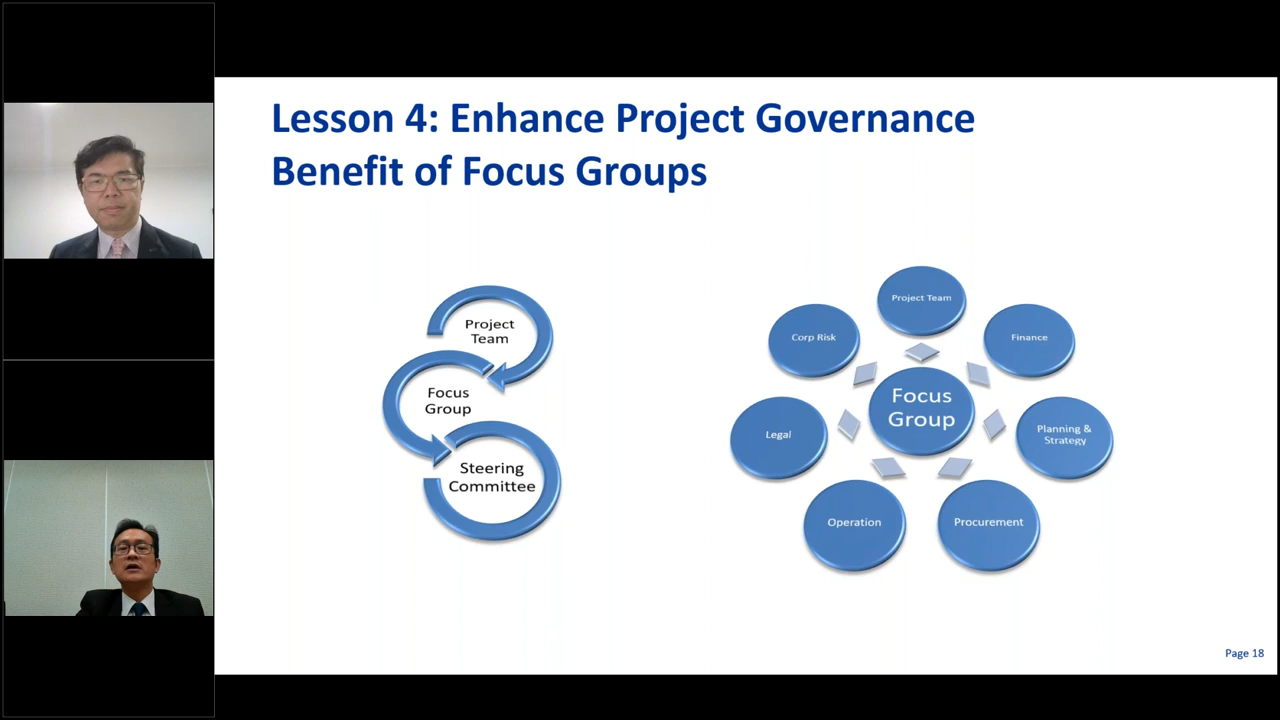 Lesson 4: Enhance Project Governance
Benefit of Focus Groups
Project
Team
Focus
Group
Steering
Committee
Project Team
Corp Risk
Finance
Focus
Group
Legal
Planning &
Strategy
Operation
Procurement
Page 18